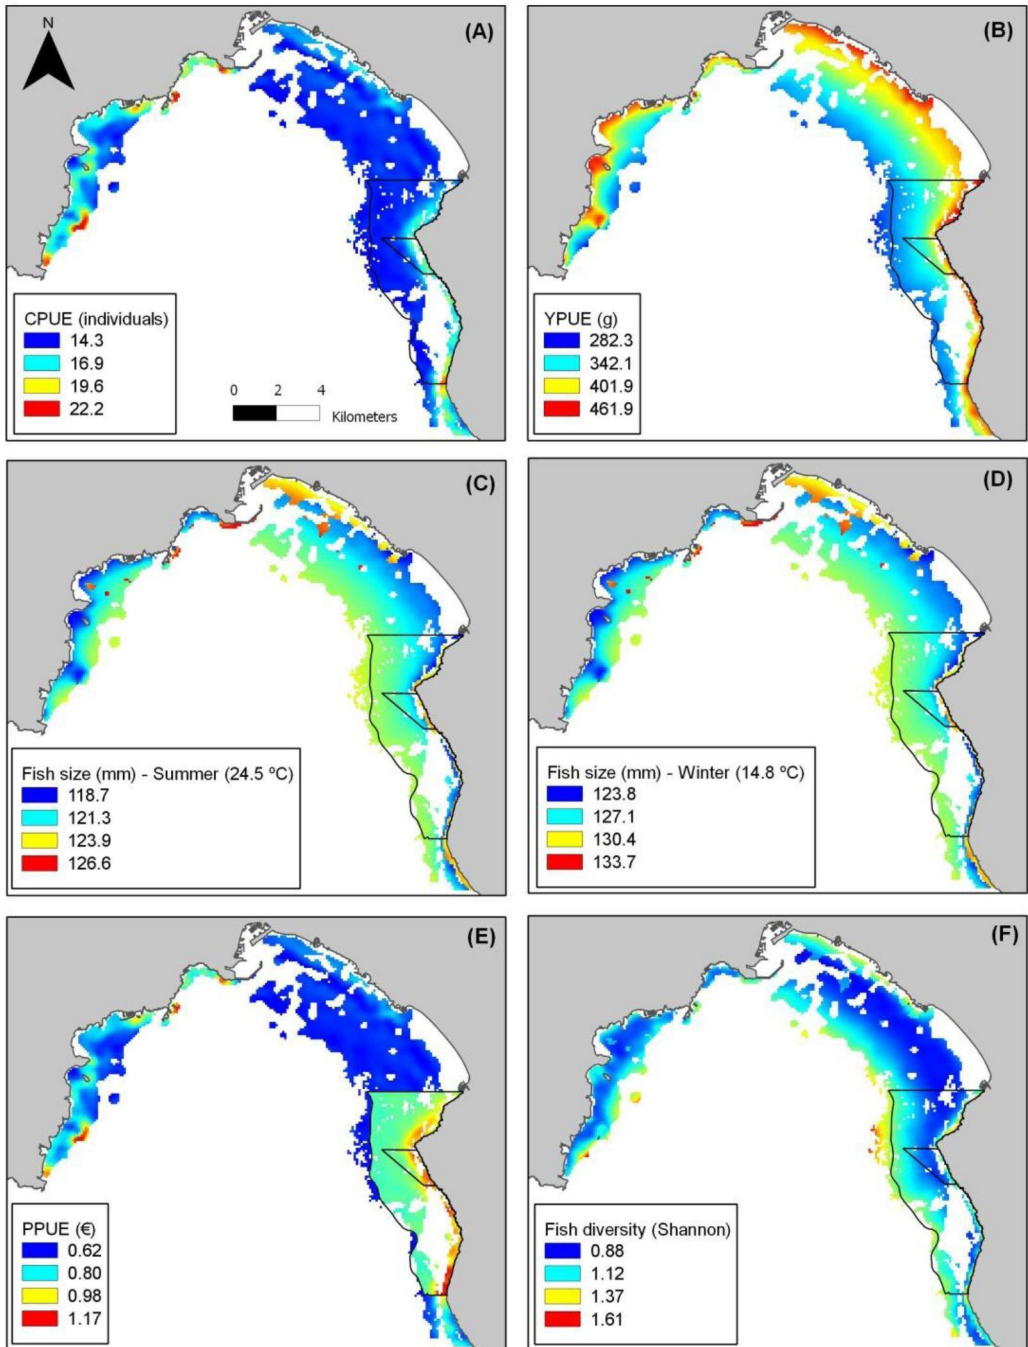 N
(A)
CPUE (individuals)
14.3
16.9
19.6
22.2
0 2 4
Kilometers
(B)
YPUE (g)
282.3
342.1
401.9
461.9
(C)
Fish size (mm) - Summer (24.5 ºC)
118.7
121.3
123.9
126.6
(D)
Fish size (mm) - Winter (14.8 ºC)
123.8
127.1
130.4
133.7
(E)
PPUE (€)
0.62
0.80
0.98
1.17
(F)
Fish diversity (Shannon)
0.88
1.12
1.37
1.61